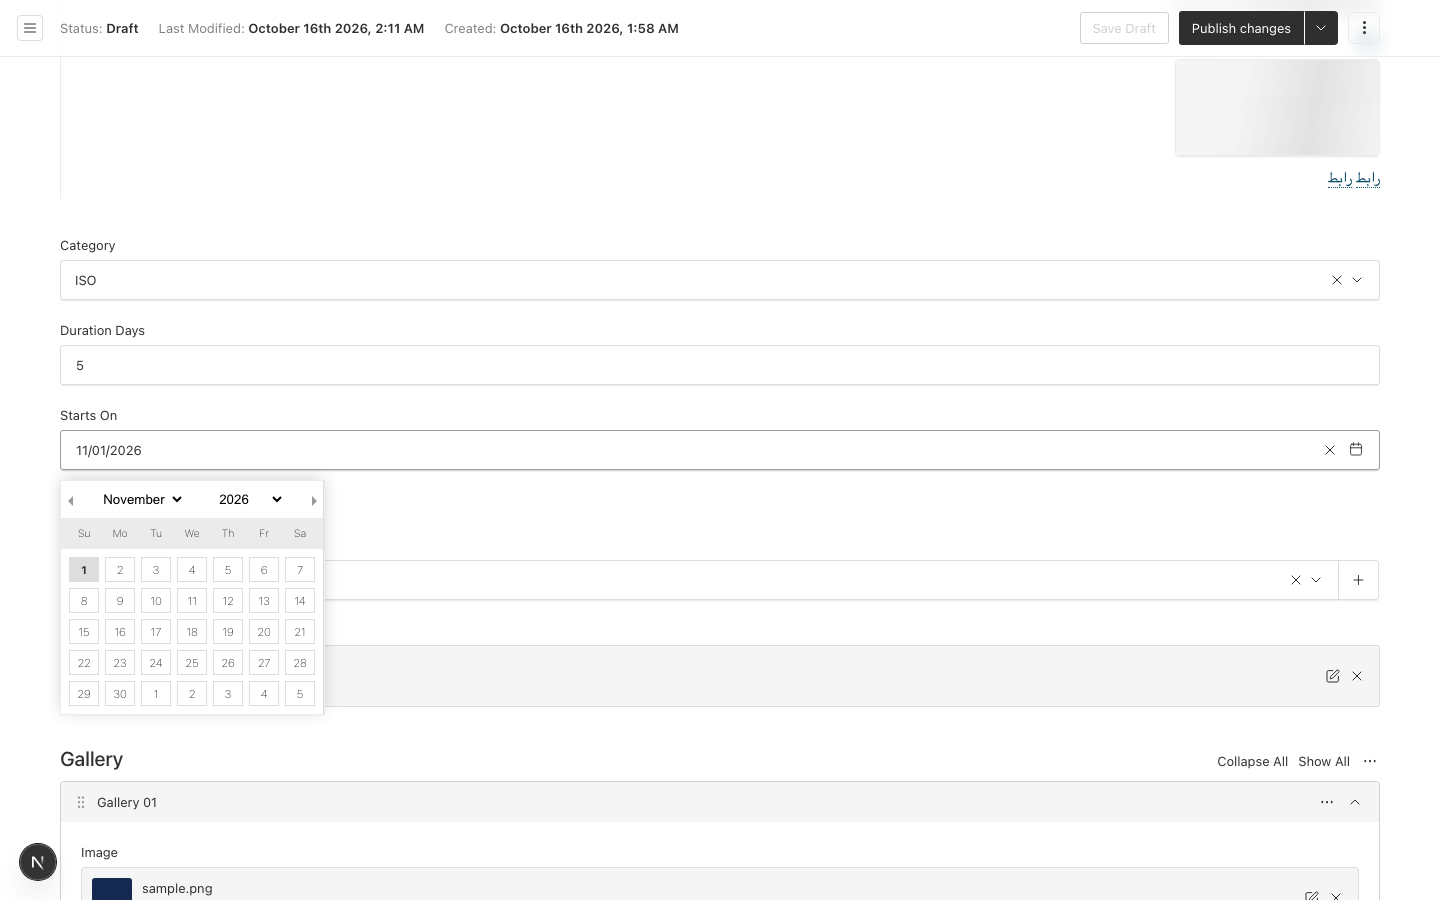 Status: Draft Last Modified: October 16th 2026, 2:11 AM Created: October 16th 2026, 1:58 AM Save Draft Publish changes
رابط رابط
Category
ISO
Duration Days
5
Starts On
11/01/2026
November 2026
Su Mo Tu We Th Fr Sa
1 2 3 4 5 6 7
8 9 10 11 12 13 14
15 16 17 18 19 20 21
22 23 24 25 26 27 28
29 30 1 2 3 4 5
Gallery Collapse All Show All
Gallery 01
Image
sample.png
N